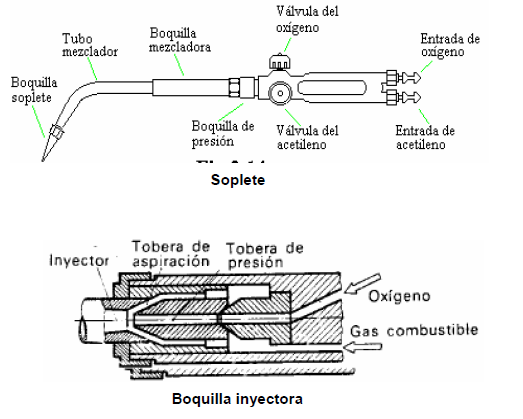 Válvula del
oxígeno
Tubo
mezclador
Boquilla
mezcladora
Entrada de
oxígeno
Boquilla
soplete
Boquilla de
presión
Válvula del
acetileno
Entrada de
acetileno
Soplete
Inyector
Tobera de
aspiración
Tobera de
presión
Oxígeno
Gas combustible
Boquilla inyectora